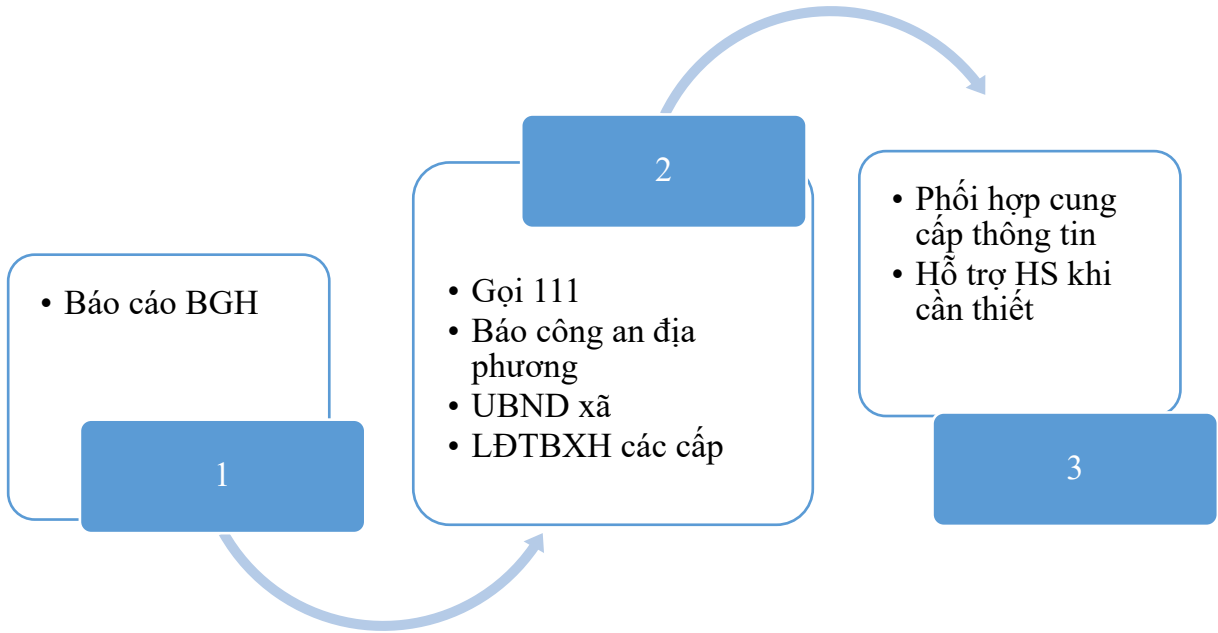 • Báo cáo BGH
1
2
• Gọi 111
• Báo công an địa
phương
• UBND xã
• LĐTBXH các cấp
• Phối hợp cung
cấp thông tin
• Hỗ trợ HS khi
cần thiết
3